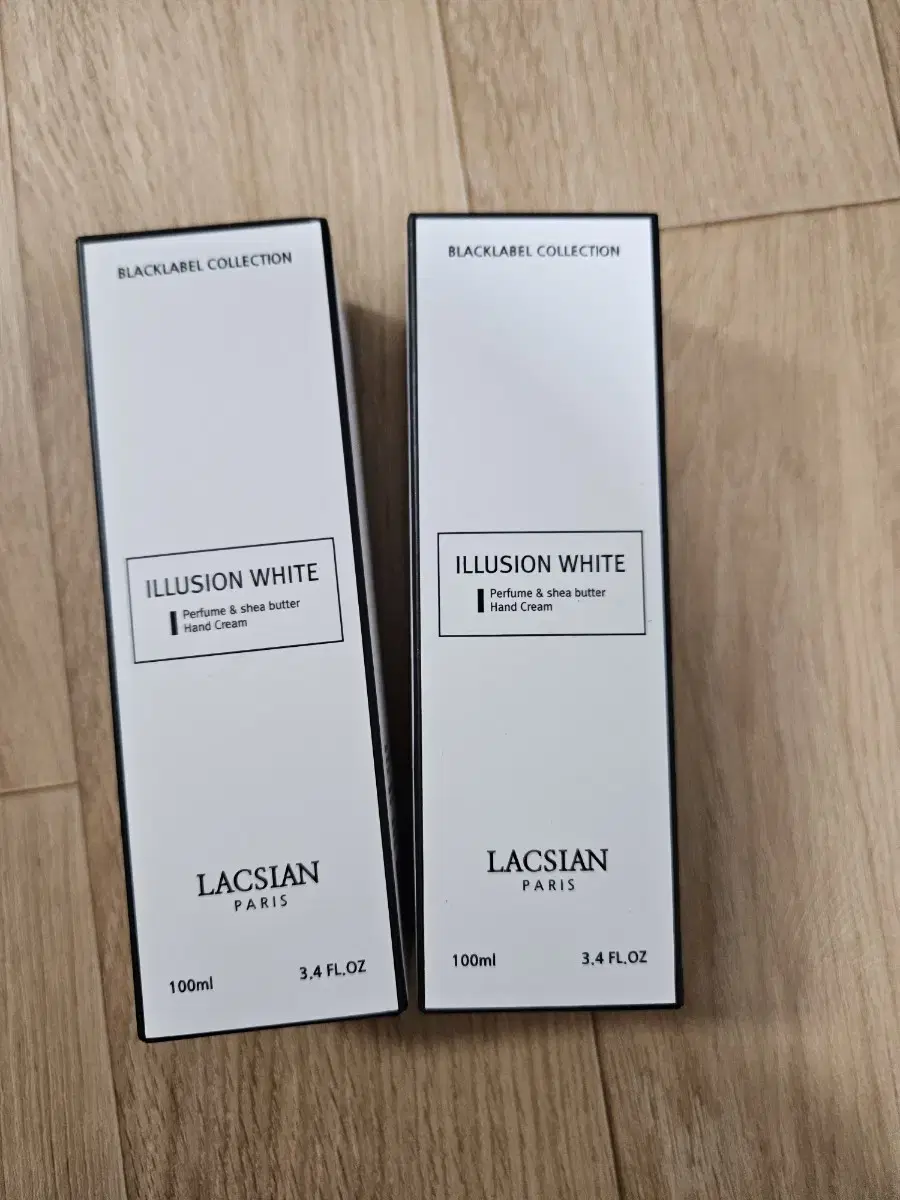 BLACKLABEL COLLECTION
ILLUSION WHITE
Perfume & shea butter
Hand Cream
LACSIAN
PARIS
100ml 3.4 FL.OZ
BLACKLABEL COLLECTION
ILLUSION WHITE
Perfume & shea butter
Hand Cream
LACSIAN
PARIS
100ml 3.4 FL.OZ